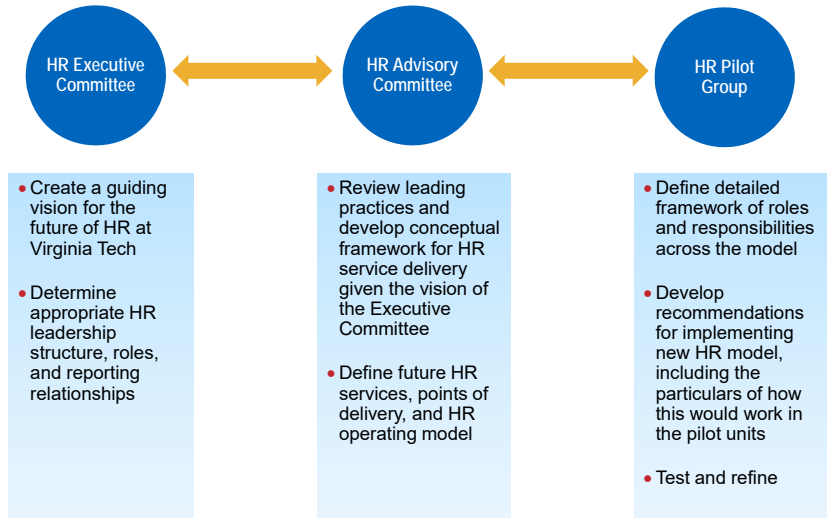 HR Executive
Committee
HR Advisory
Committee
HR Pilot
Group
• Create a guiding
vision for the
future of HR at
Virginia Tech
• Determine
appropriate HR
leadership
structure, roles,
and reporting
relationships
• Review leading
practices and
develop conceptual
framework for HR
service delivery
given the vision of
the Executive
Committee
• Define future HR
services, points of
delivery, and HR
operating model
• Define detailed
framework of roles
and responsibilities
across the model
• Develop
recommendations
for implementing
new HR model,
including the
particulars of how
this would work in
the pilot units
• Test and refine